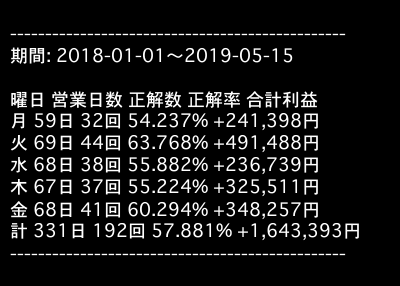 ------------------------------------------------
期間: 2018-01-01〜2019-05-15
曜日 営業日数 正解数 正解率 合計利益
月 59日 32回 54.237% +241,398円
火 69日 44回 63.768% +491,488円
水 68日 38回 55.882% +236,739円
木 67日 37回 55.224% +325,511円
金 68日 41回 60.294% +348,257円
計 331日 192回 57.881% +1,643,393円
------------------------------------------------